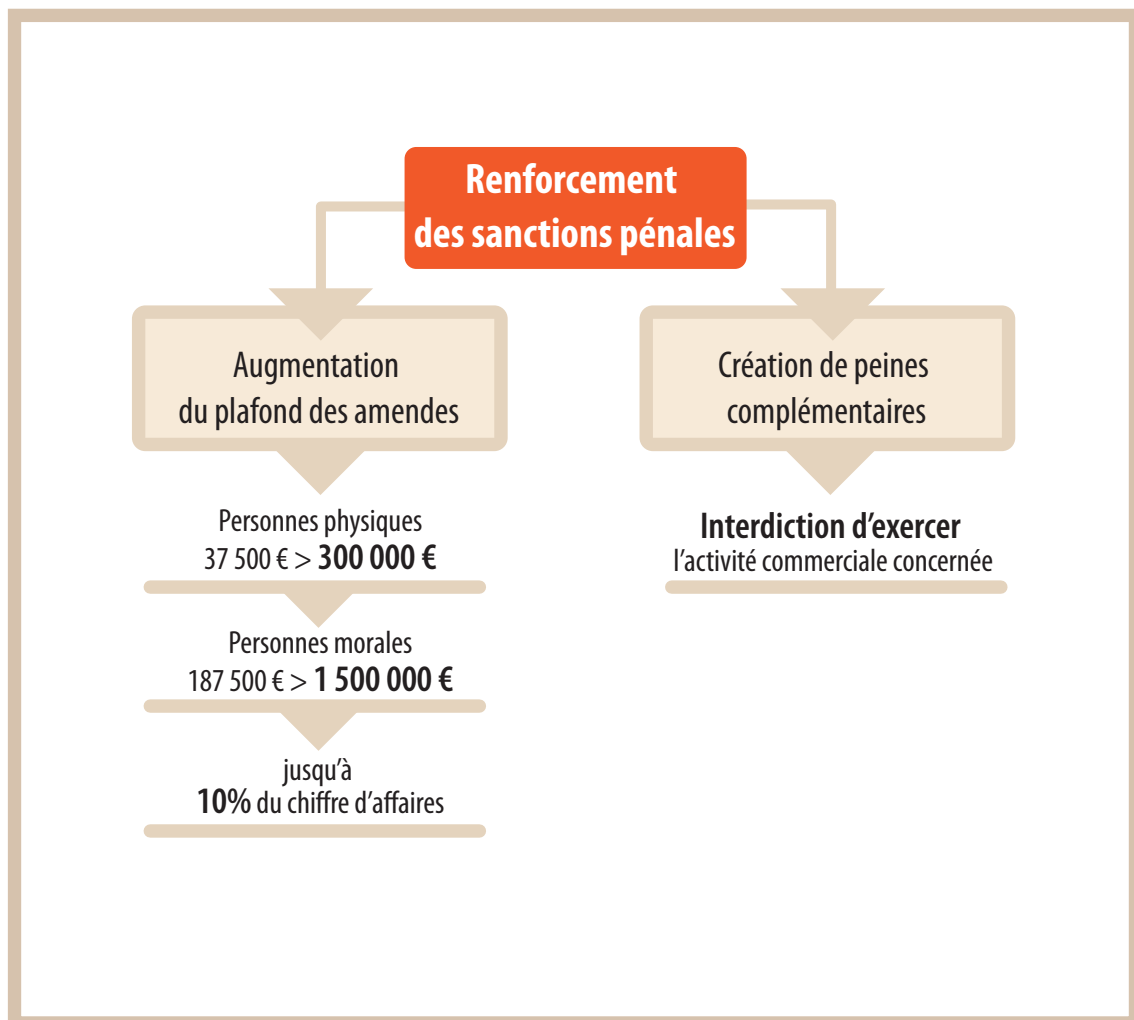 Renforcement
des sanctions pénales
Augmentation
du plafond des amendes
Personnes physiques
37 500 € > 300 000 €
Personnes morales
187 500 € > 1 500 000 €
jusqu'à
10% du chiffre d'affaires
Création de peines
complémentaires
Interdiction d'exercer
l'activité commerciale concernée